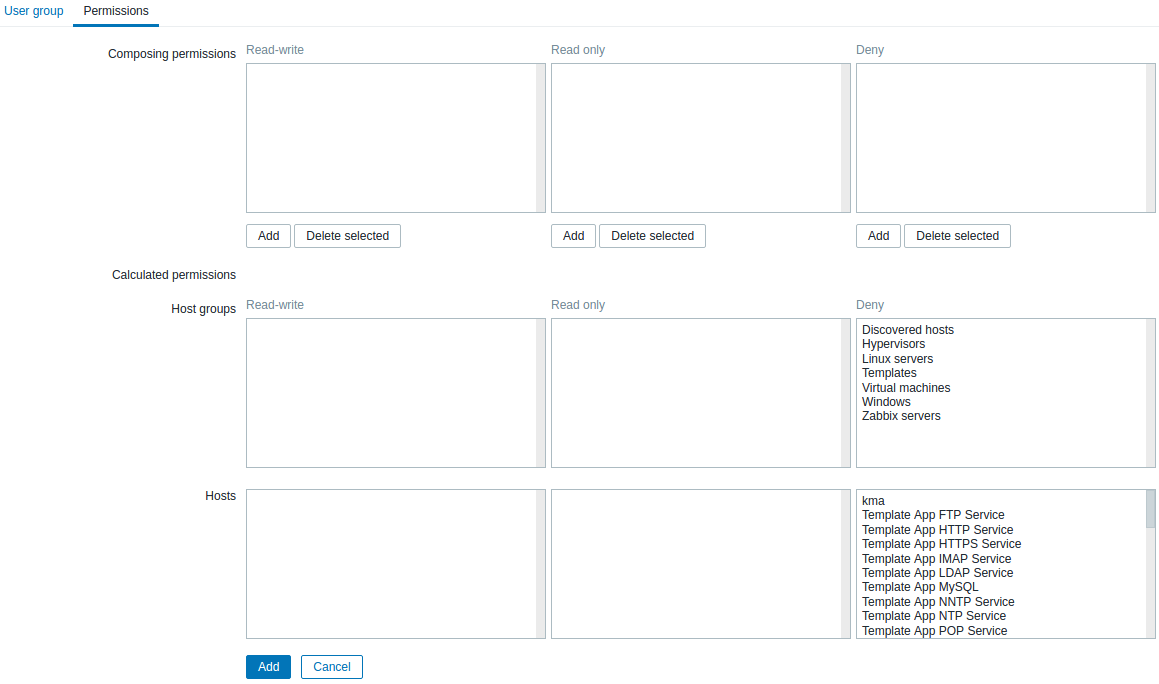 User group Permissions
Composing permissions Read-write Read only Deny
Add Delete selected Add Delete selected Add Delete selected
Calculated permissions
Host groups Read-write Read only Deny
Discovered hosts
Hypervisors
Linux servers
Templates
Virtual machines
Windows
Zabbix servers
Hosts
kma
Template App FTP Service
Template App HTTP Service
Template App HTTPS Service
Template App IMAP Service
Template App LDAP Service
Template App MySQL
Template App NNTP Service
Template App NTP Service
Template App POP Service
Add Cancel